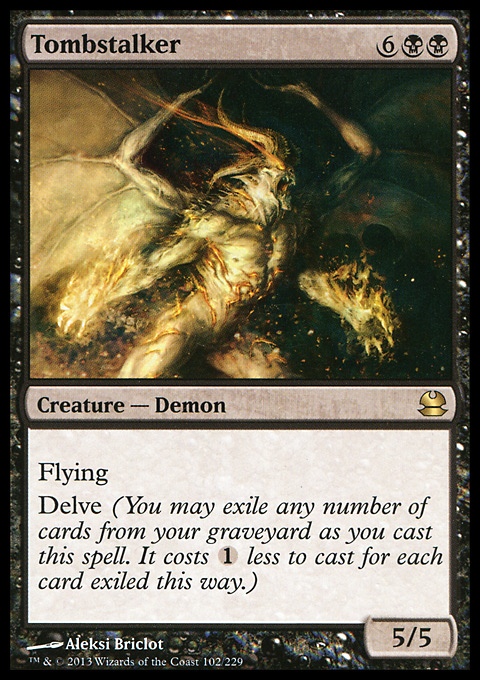 Tombstalker 6
Creature — Demon
Flying
Delve (You may exile any number of
cards from your graveyard as you cast
this spell. It costs 1 less to cast for each
card exiled this way.)
5/5
Aleksi Briclot
™ & © 2013 Wizards of the Coast 102/229